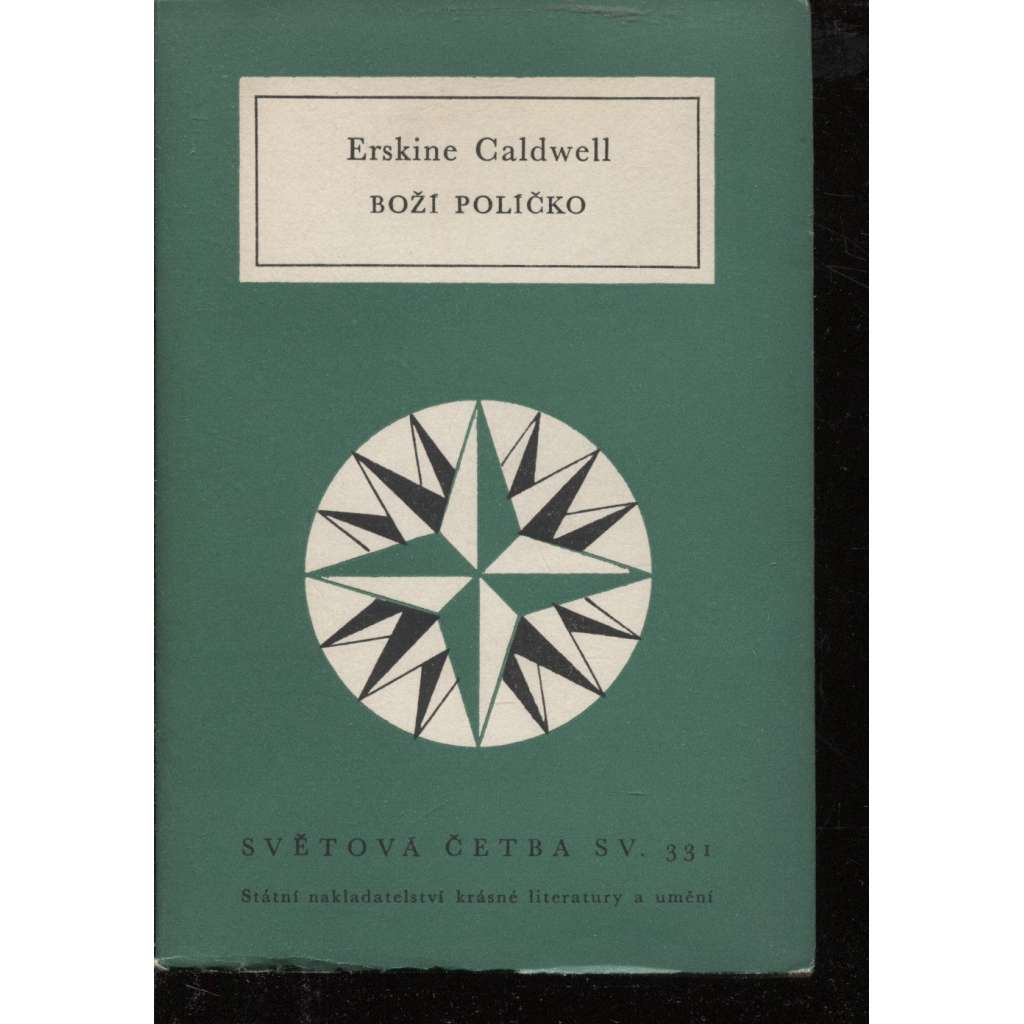 Erskine Caldwell
BOŽÍ POLÍČKO
SVĚTOVÁ ČETBA SV. 331
Státní nakladatelství krásné literatury a umění